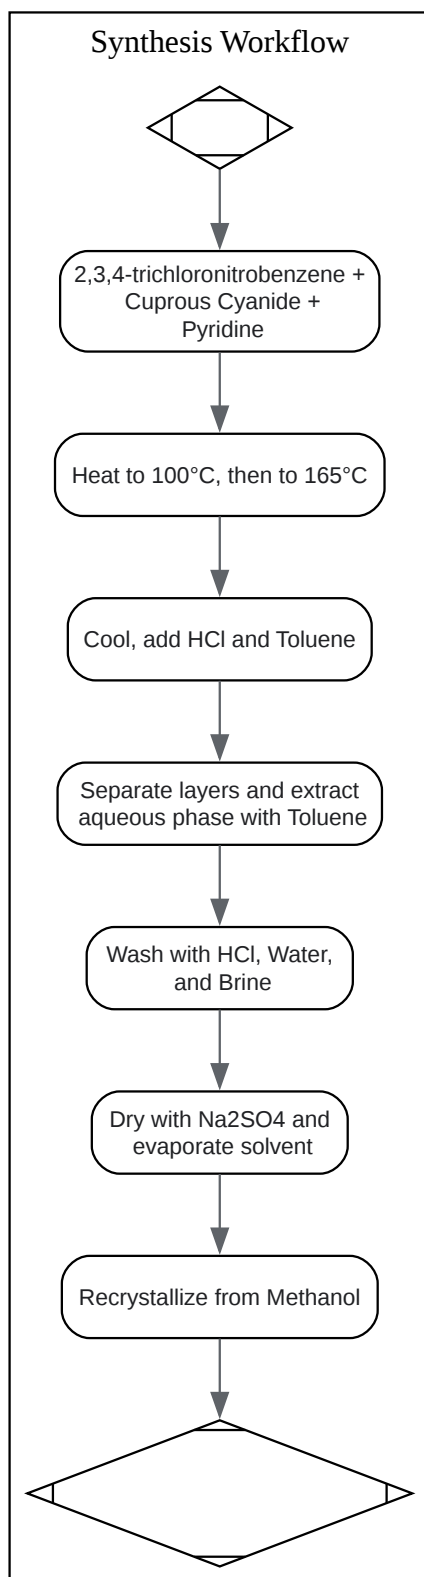 Synthesis Workflow
2,3,4-trichloronitrobenzene +
Cuprous Cyanide +
Pyridine
Heat to 100°C, then to 165°C
Cool, add HCl and Toluene
Separate layers and extract
aqueous phase with Toluene
Wash with HCl, Water,
and Brine
Dry with Na2SO4 and
evaporate solvent
Recrystallize from Methanol